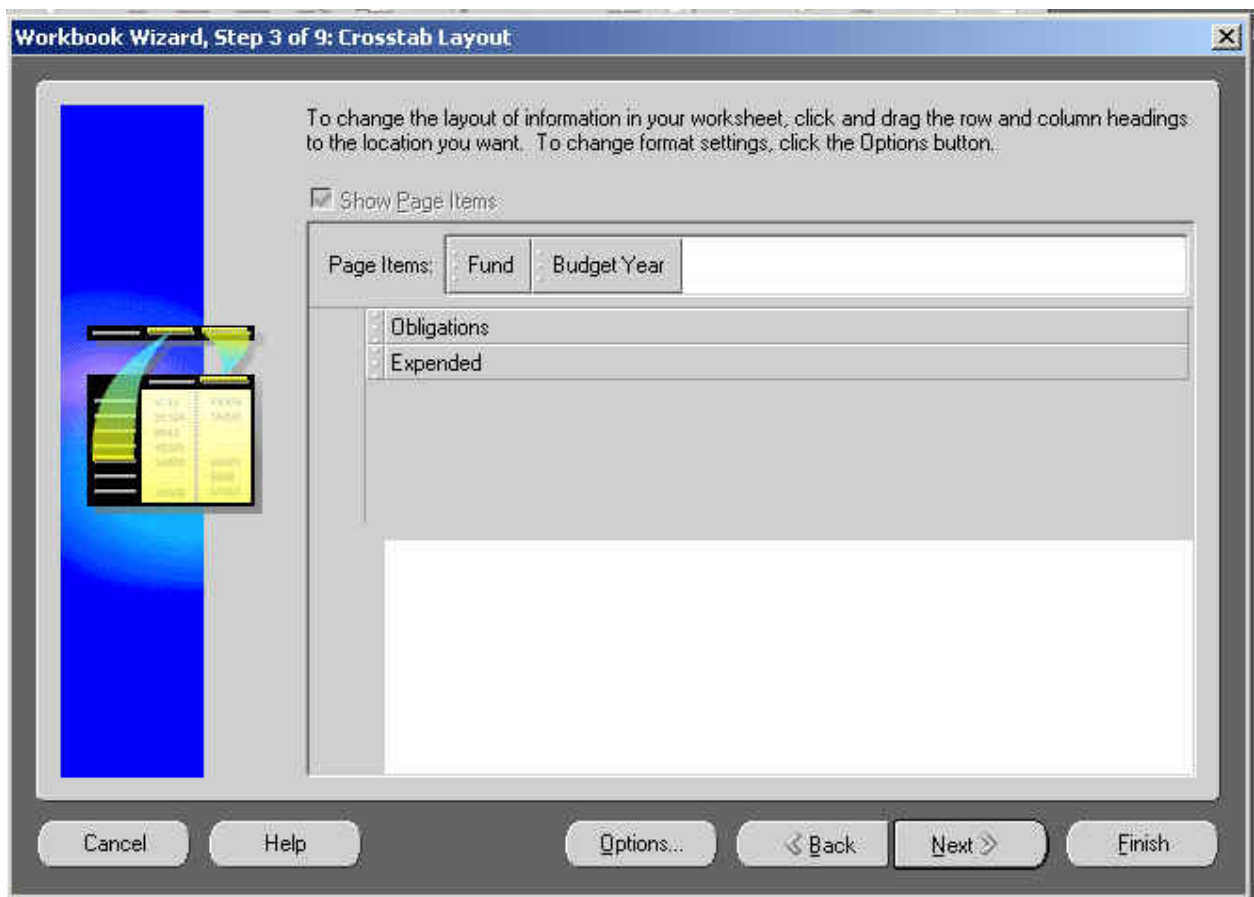 Workbook Wizard, Step 3 of 9: Crosstab Layout
To change the layout of information in your worksheet, click and drag the row and column headings
to the location you want. To change format settings, click the Options button.
Show Page Items
Page Items: Fund Budget Year
Obligations
Expended
Cancel Help Options... Back Next Finish